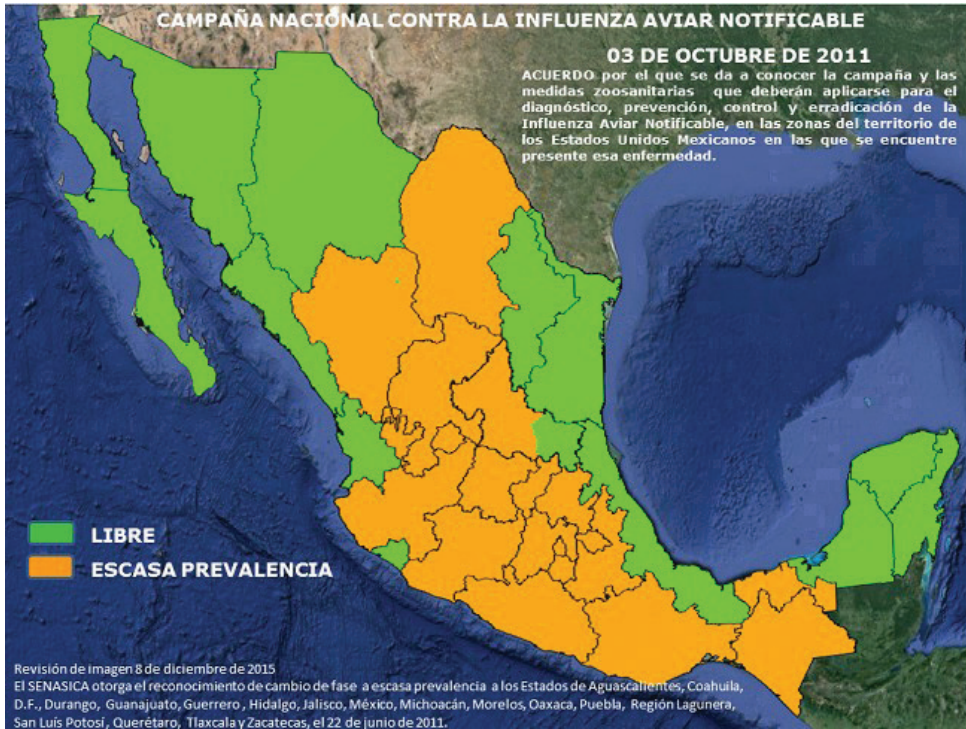 CAMPAÑA NACIONAL CONTRA LA INFLUENZA AVIAR NOTIFICABLE
03 DE OCTUBRE DE 2011
ACUERDO por el que se da a conocer la campaña y las
medidas zoosanitarias que deberán aplicarse para el
diagnóstico, prevención, control y erradicación de la
Influenza Aviar Notificable, en las zonas del territorio de
los Estados Unidos Mexicanos en las que se encuentre
presente esa enfermedad.
LIBRE
ESCASA PREVALENCIA
Revisión de imagen 8 de diciembre de 2015
El SENASICA otorga el reconocimiento de cambio de fase a escasa prevalencia a los Estados de Aguascalientes, Coahuila,
D.F., Durango, Guanajuato, Guerrero, Hidalgo, Jalisco, México, Michoacán, Morelos, Oaxaca, Puebla, Región Lagunera,
San Luís Potosí, Querétaro, Tlaxcala y Zacatecas, el 22 de junio de 2011.